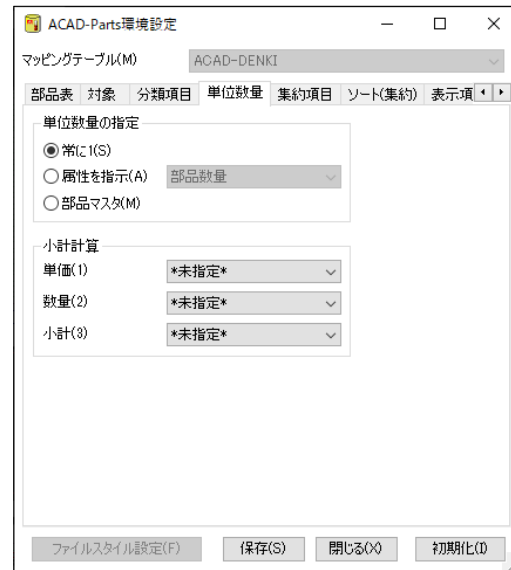 ACAD-Parts環境設定
マッピングテーブル(M) ACAD-DENKI
部品表 対象 分類項目 単位数量 集約項目 ソート(集約) 表示項
単位数量の指定
常に1(S)
属性を指示(A) 部品数量
部品マスタ(M)
小計計算
単価(1) *未指定*
数量(2) *未指定*
小計(3) *未指定*
ファイルスタイル設定(F) 保存(S) 閉じる(X) 初期化(I)